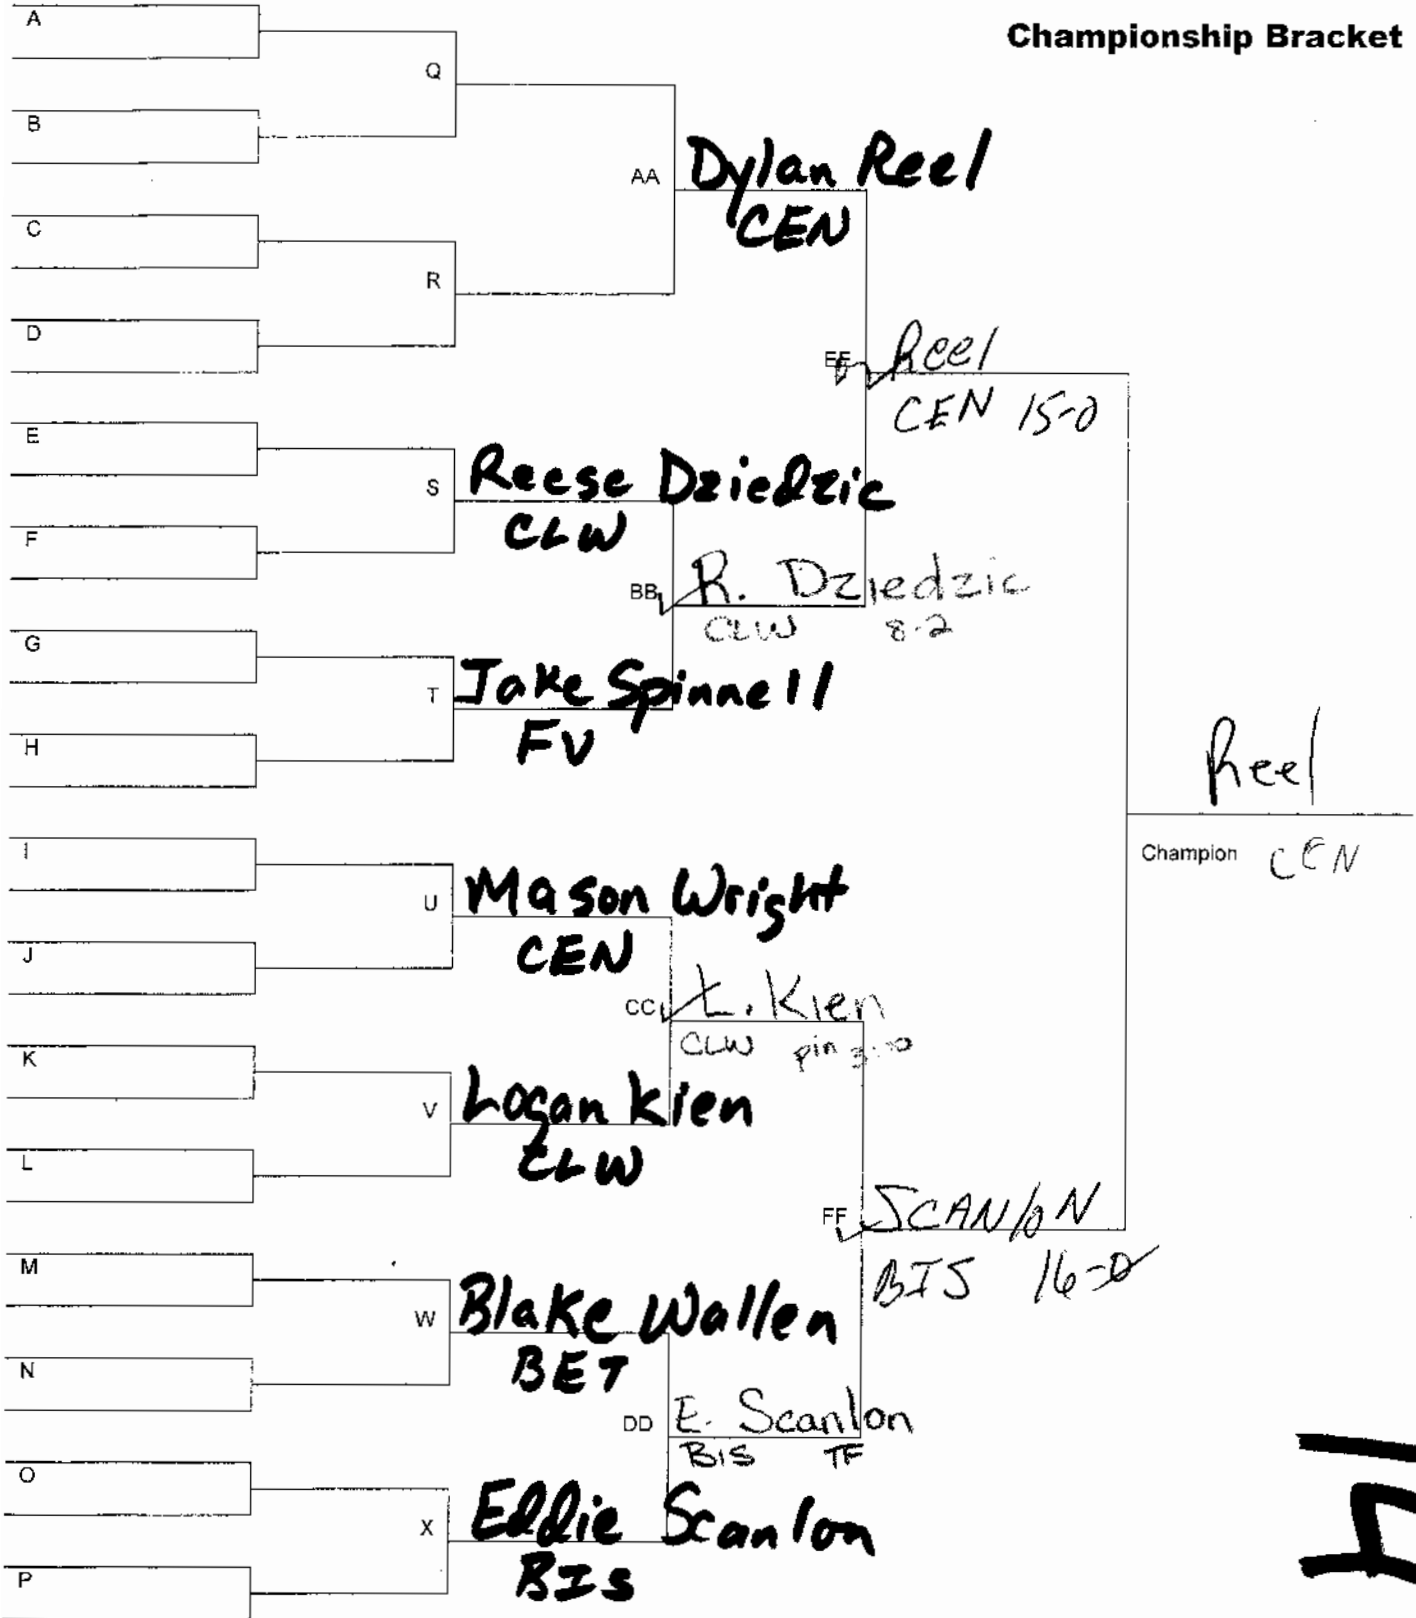 Championship Bracket
A
Q
B
AA Dylan Reel
CEN
C
R
D
EE Reel
CEN 15-0
E
S Reese Dziedzic
CLW
F
BB R. Dziedzic
CLW 8-2
G
T Jake Spinnell
FV
H
Reel
Champion CEN
I
U Mason Wright
CEN
J
CC L. Kien
CLW pin
K
V Logan Kien
CLW
L
FF SCANLON
BIS 16-0
M
W Blake Wallen
BET
N
DD E. Scanlon
BIS TF
O
X Eddie Scanlon
BIS
P